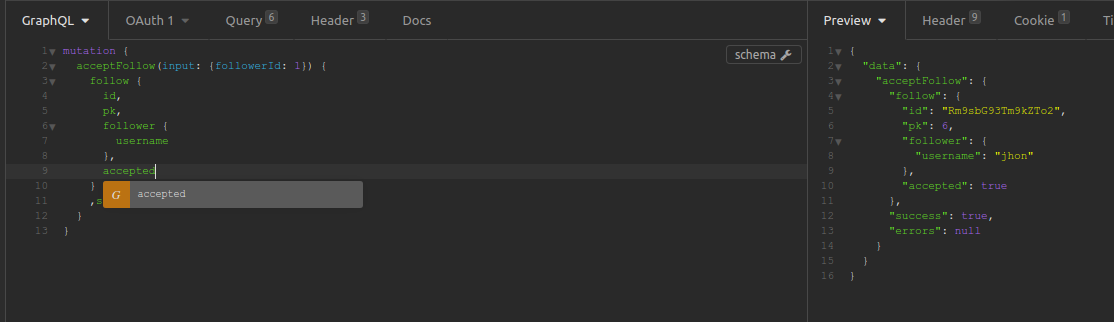 GraphQL OAuth 1 Query 6 Header 3 Docs
schema
1 mutation {
2 acceptFollow(input: {followerId: 1}) {
3 follow {
4 id,
5 pk,
6 follower {
7 username
8 },
9 accepted
10 }
G accepted
11 ,s
12 }
13 }
Preview Header 9 Cookie 1 Ti
1 {
2 "data": {
3 "acceptFollow": {
4 "follow": {
5 "id": "Rm9sbG93Tm9kZTo2",
6 "pk": 6,
7 "follower": {
8 "username": "jhon"
9 },
10 "accepted": true
11 },
12 "success": true,
13 "errors": null
14 }
15 }
16 }